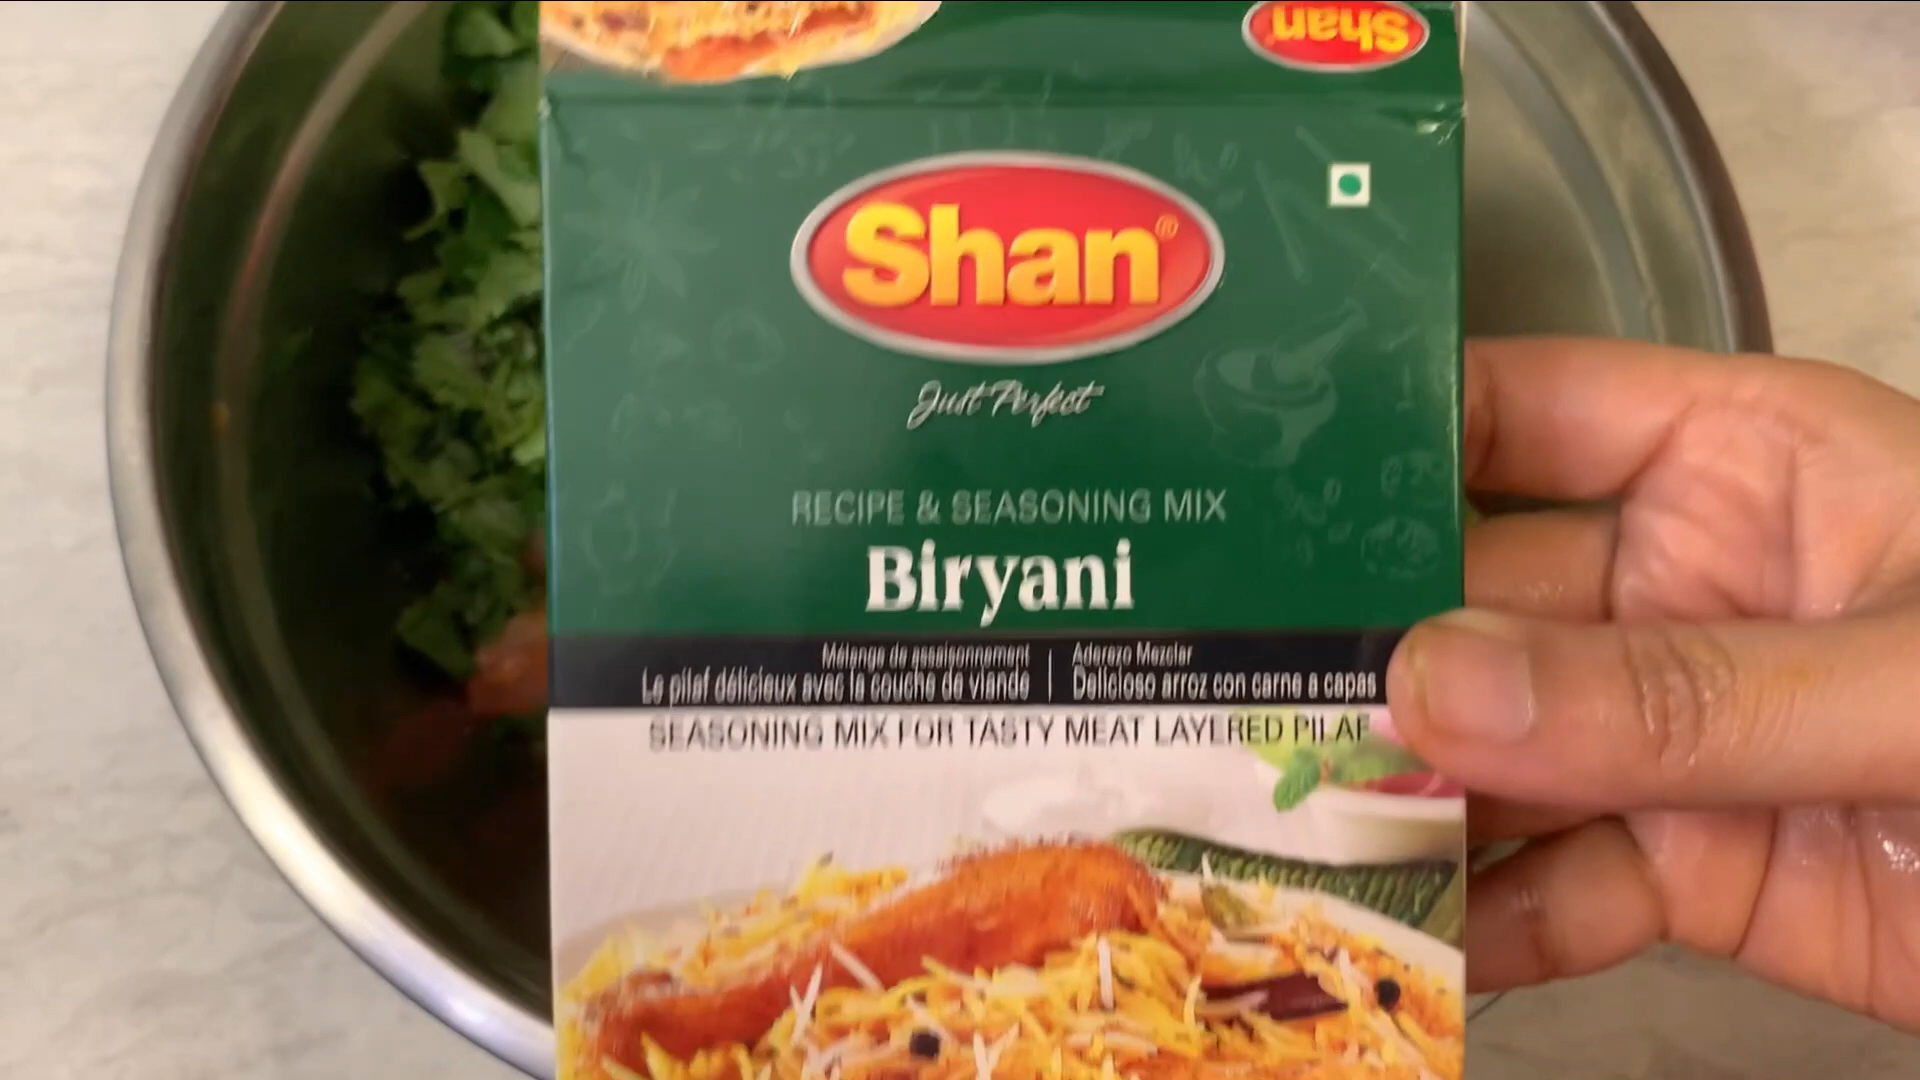 Shan
Shan®
Just Perfect
RECIPE & SEASONING MIX
Biryani
Mélange de assaisonnement
Le pilaf délicieux avec la couche de viande
Aderezo Mezclar
Delicioso arroz con carne a capas
SEASONING MIX FOR TASTY MEAT LAYERED PILAF